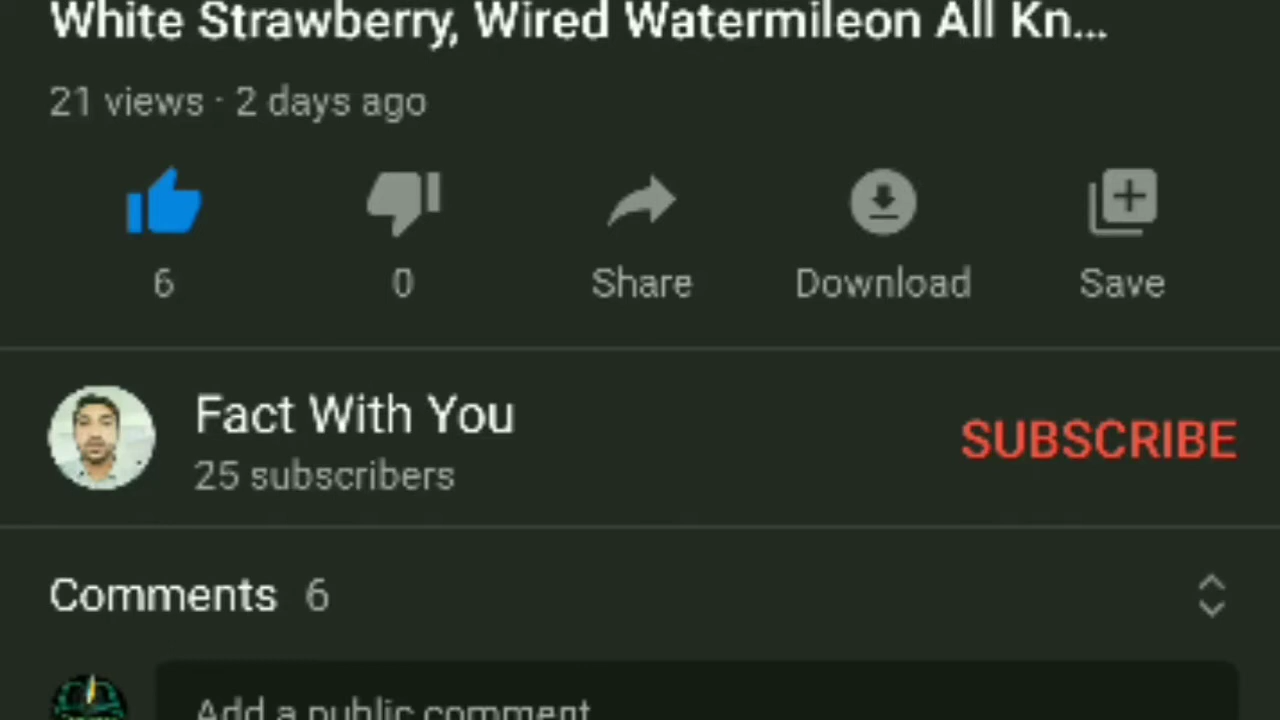 White Strawberry, Wired Watermileon All Kn...
21 views · 2 days ago
6 0 Share Download Save
Fact With You
25 subscribers
SUBSCRIBE
Comments 6
Add a public comment